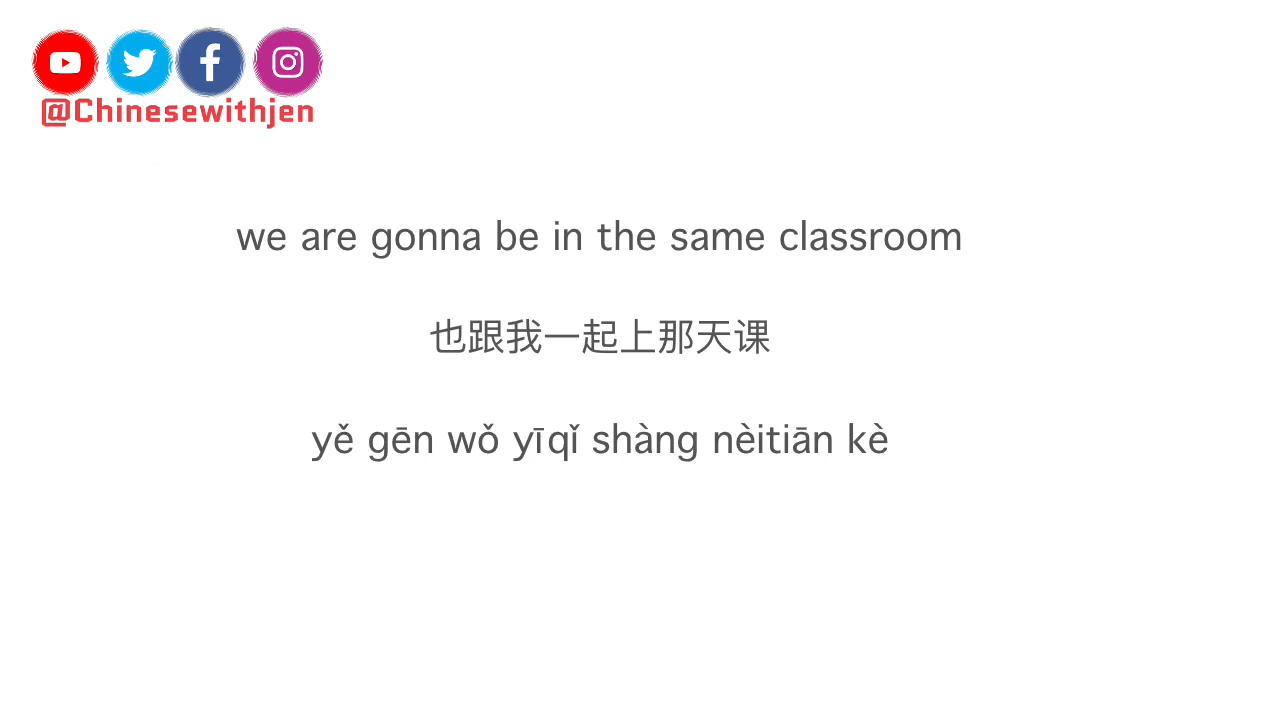 @Chinesewithjen
we are gonna be in the same classroom
也跟我一起上那天课
yě gēn wǒ yīqǐ shàng nèitiān kè